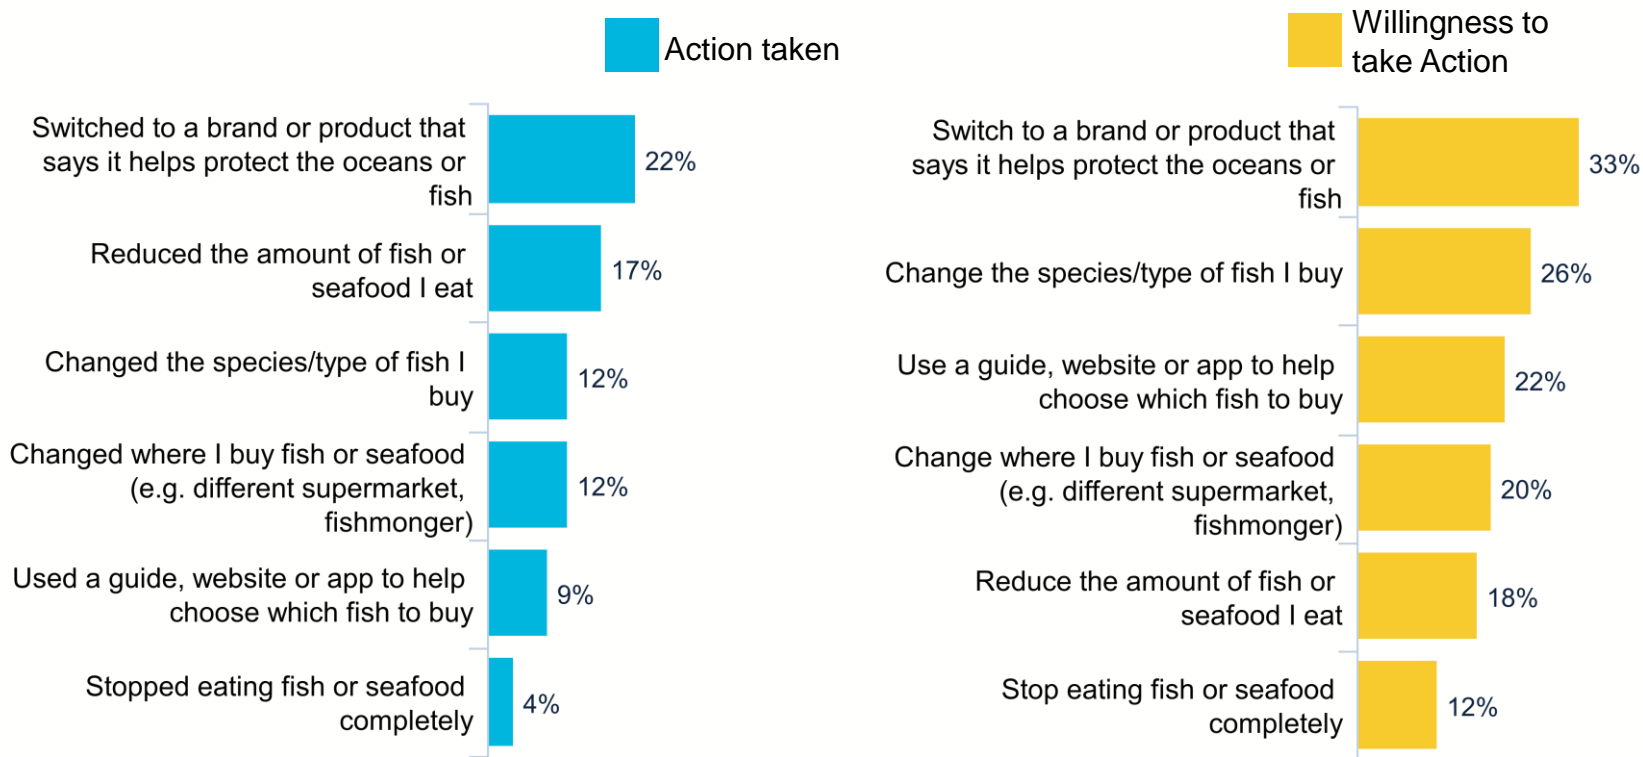 Action taken
Switched to a brand or product that
says it helps protect the oceans or
fish
22%
Reduced the amount of fish or
seafood I eat
17%
Changed the species/type of fish I
buy
12%
Changed where I buy fish or seafood
(e.g. different supermarket,
fishmonger)
12%
Used a guide, website or app to help
choose which fish to buy
9%
Stopped eating fish or seafood
completely
4%
Willingness to
take Action
Switch to a brand or product that
says it helps protect the oceans or
fish
33%
Change the species/type of fish I buy
26%
Use a guide, website or app to help
choose which fish to buy
22%
Change where I buy fish or seafood
(e.g. different supermarket,
fishmonger)
20%
Reduce the amount of fish or
seafood I eat
18%
Stop eating fish or seafood
completely
12%